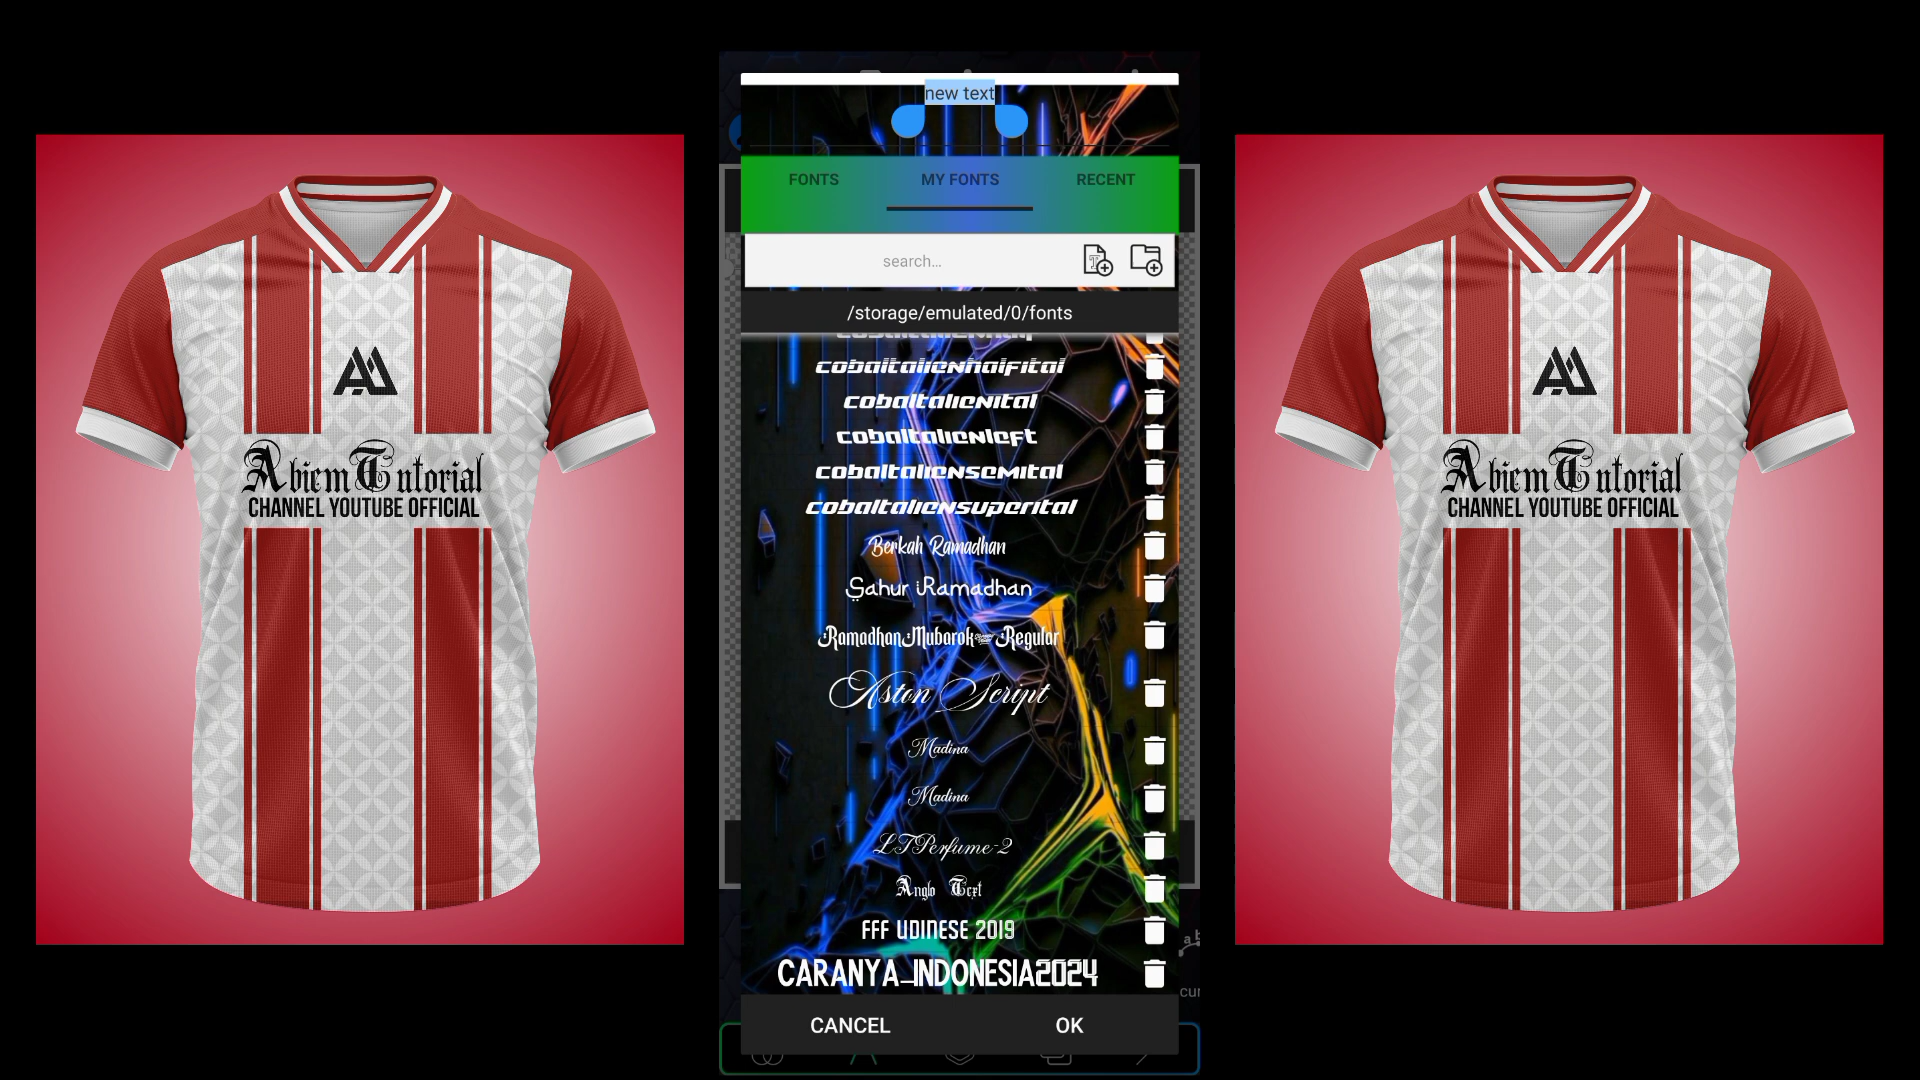 Abiem Tutorial
CHANNEL YOUTUBE OFFICIAL
new text
FONTS
MY FONTS
RECENT
search...
/storage/emulated/0/fonts
cobaltalienhalfital
cobaltalienital
cobaltalienleft
cobaltaliensemital
cobaltaliensuperital
Berkah Ramadhan
Sahur Ramadhan
Ramadhan Mubarok Regular
Aston Script
Madina
Madina
LTPerfume-2
Anglo Text
FFF UDINESE 2019
CARANYA_INDONESIA2024
CANCEL
OK
Abiem Tutorial
CHANNEL YOUTUBE OFFICIAL